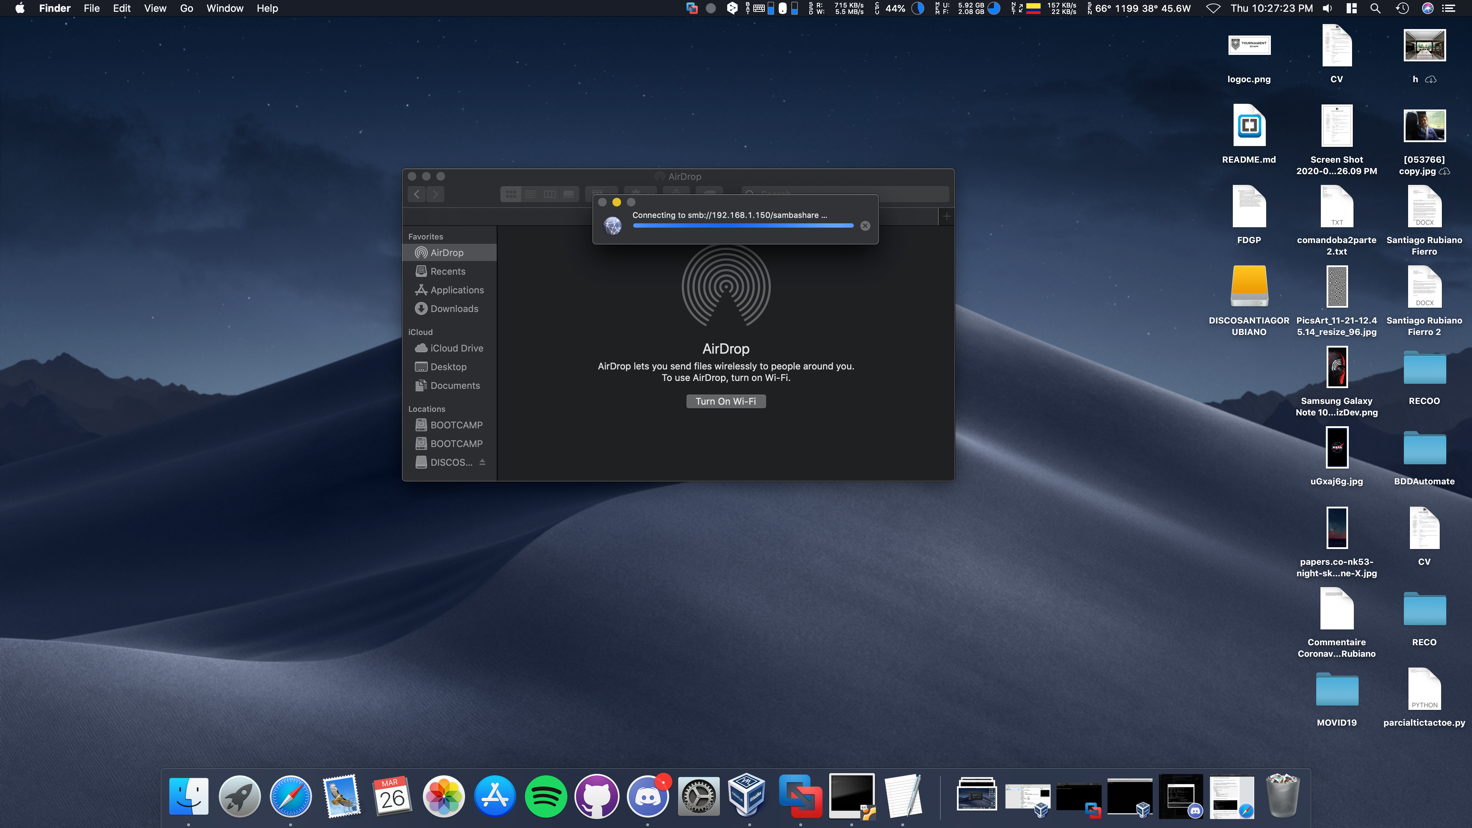 Finder File Edit View Go Window Help
R: 715 KB/s
W: 5.5 MB/s
44%
U: 5.92 GB
F: 2.08 GB
157 KB/s
22 KB/s
66° 1199 38° 45.6W
Thu 10:27:23 PM
AirDrop
Search
Connecting to smb://192.168.1.150/sambashare ...
Favorites
AirDrop
Recents
Applications
Downloads
iCloud
iCloud Drive
Desktop
Documents
Locations
BOOTCAMP
BOOTCAMP
DISCOS...
AirDrop
AirDrop lets you send files wirelessly to people around you.
To use AirDrop, turn on Wi-Fi.
Turn On Wi-Fi
logoc.png
CV
h
README.md
Screen Shot
2020-0...26.09 PM
[053766]
copy.jpg
FDGP
TXT
comandoba2parte
2.txt
DOCX
Santiago Rubiano
Fierro
DISCOSANTIAGOR
UBIANO
PicsArt_11-21-12.4
5.14_resize_96.jpg
DOCX
Santiago Rubiano
Fierro 2
Samsung Galaxy
Note 10...izDev.png
RECOO
uGxaj6g.jpg
BDDAutomate
papers.co-nk53-
night-sk...ne-X.jpg
CV
Commentaire
Coronav...Rubiano
RECO
MOVID19
PYTHON
parcialtictactoe.py
MAR
26